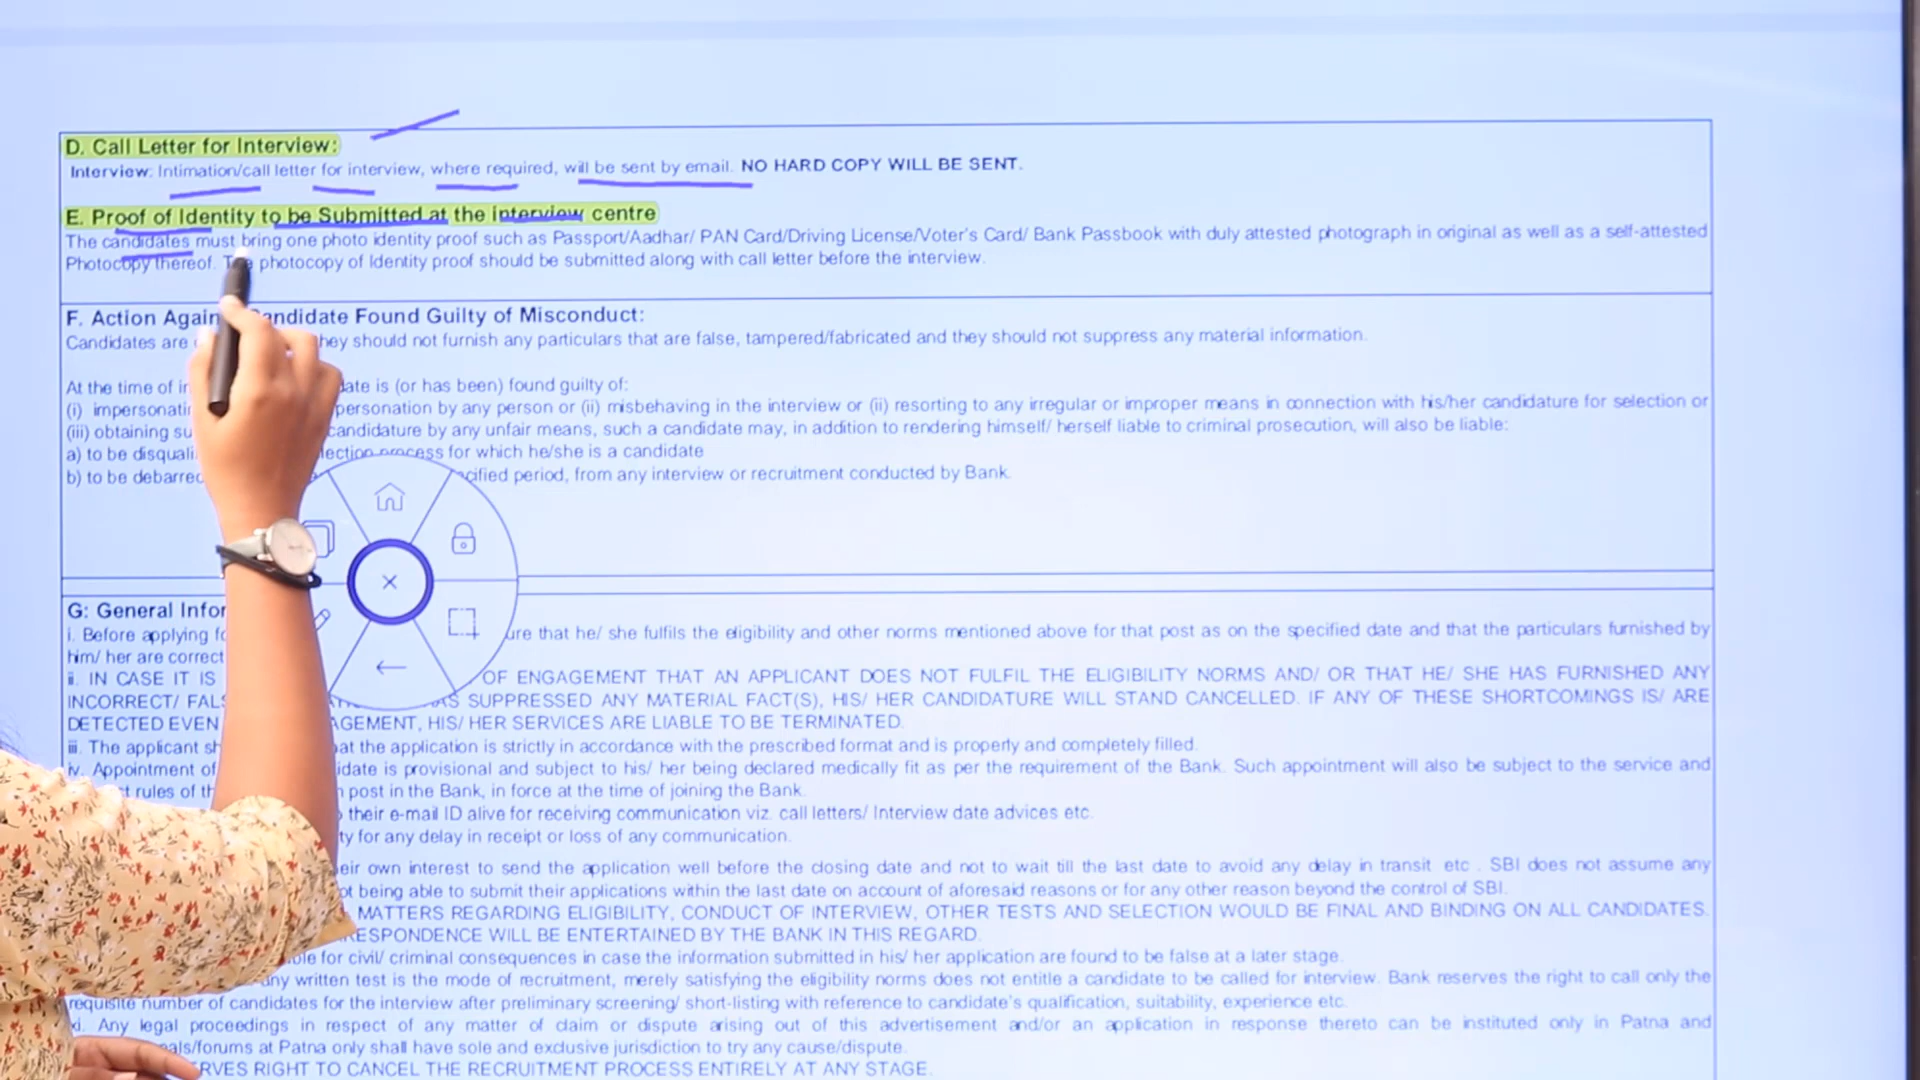 D. Call Letter for Interview:
Interview: Intimation/call letter for interview, where required, will be sent by email. NO HARD COPY WILL BE SENT.
E. Proof of Identity to be Submitted at the interview centre
The candidates must bring one photo identity proof such as Passport/Aadhar/ PAN Card/Driving License/Voter's Card/ Bank Passbook with duly attested photograph in original as well as a self-attested
Photocopy thereof. The photocopy of Identity proof should be submitted along with call letter before the interview.
F. Action Again andidate Found Guilty of Misconduct:
Candidates are hey should not furnish any particulars that are false, tampered/fabricated and they should not suppress any material information.
At the time of in date is (or has been) found guilty of:
(i) impersonatin personation by any person or (ii) misbehaving in the interview or (ii) resorting to any irregular or improper means in connection with his/her candidature for selection or
(iii) obtaining su candidature by any unfair means, such a candidate may, in addition to rendering himself/ herself liable to criminal prosecution, will also be liable:
a) to be disquali lection process for which he/she is a candidate
b) to be debarred cified period, from any interview or recruitment conducted by Bank.
G: General Infor
i. Before applying fo ure that he/ she fulfils the eligibility and other norms mentioned above for that post as on the specified date and that the particulars furnished by
him/ her are correct
ii. IN CASE IT IS OF ENGAGEMENT THAT AN APPLICANT DOES NOT FULFIL THE ELIGIBILITY NORMS AND/ OR THAT HE/ SHE HAS FURNISHED ANY
INCORRECT/ FALS AS SUPPRESSED ANY MATERIAL FACT(S), HIS/ HER CANDIDATURE WILL STAND CANCELLED. IF ANY OF THESE SHORTCOMINGS IS/ ARE
DETECTED EVEN AGEMENT, HIS/ HER SERVICES ARE LIABLE TO BE TERMINATED.
iii. The applicant sh at the application is strictly in accordance with the prescribed format and is properly and completely filled.
iv. Appointment of idate is provisional and subject to his/ her being declared medically fit as per the requirement of the Bank. Such appointment will also be subject to the service and
t rules of th post in the Bank, in force at the time of joining the Bank.
their e-mail ID alive for receiving communication viz. call letters/ Interview date advices etc.
ty for any delay in receipt or loss of any communication.
eir own interest to send the application well before the closing date and not to wait till the last date to avoid any delay in transit etc . SBI does not assume any
ot being able to submit their applications within the last date on account of aforesaid reasons or for any other reason beyond the control of SBI.
MATTERS REGARDING ELIGIBILITY, CONDUCT OF INTERVIEW, OTHER TESTS AND SELECTION WOULD BE FINAL AND BINDING ON ALL CANDIDATES.
RESPONDENCE WILL BE ENTERTAINED BY THE BANK IN THIS REGARD.
ble for civil/ criminal consequences in case the information submitted in his/ her application are found to be false at a later stage.
any written test is the mode of recruitment, merely satisfying the eligibility norms does not entitle a candidate to be called for interview. Bank reserves the right to call only the
requisite number of candidates for the interview after preliminary screening/ short-listing with reference to candidate's qualification, suitability, experience etc.
xi. Any legal proceedings in respect of any matter of claim or dispute arising out of this advertisement and/or an application in response thereto can be instituted only in Patna and
als/forums at Patna only shall have sole and exclusive jurisdiction to try any cause/dispute.
RVES RIGHT TO CANCEL THE RECRUITMENT PROCESS ENTIRELY AT ANY STAGE.